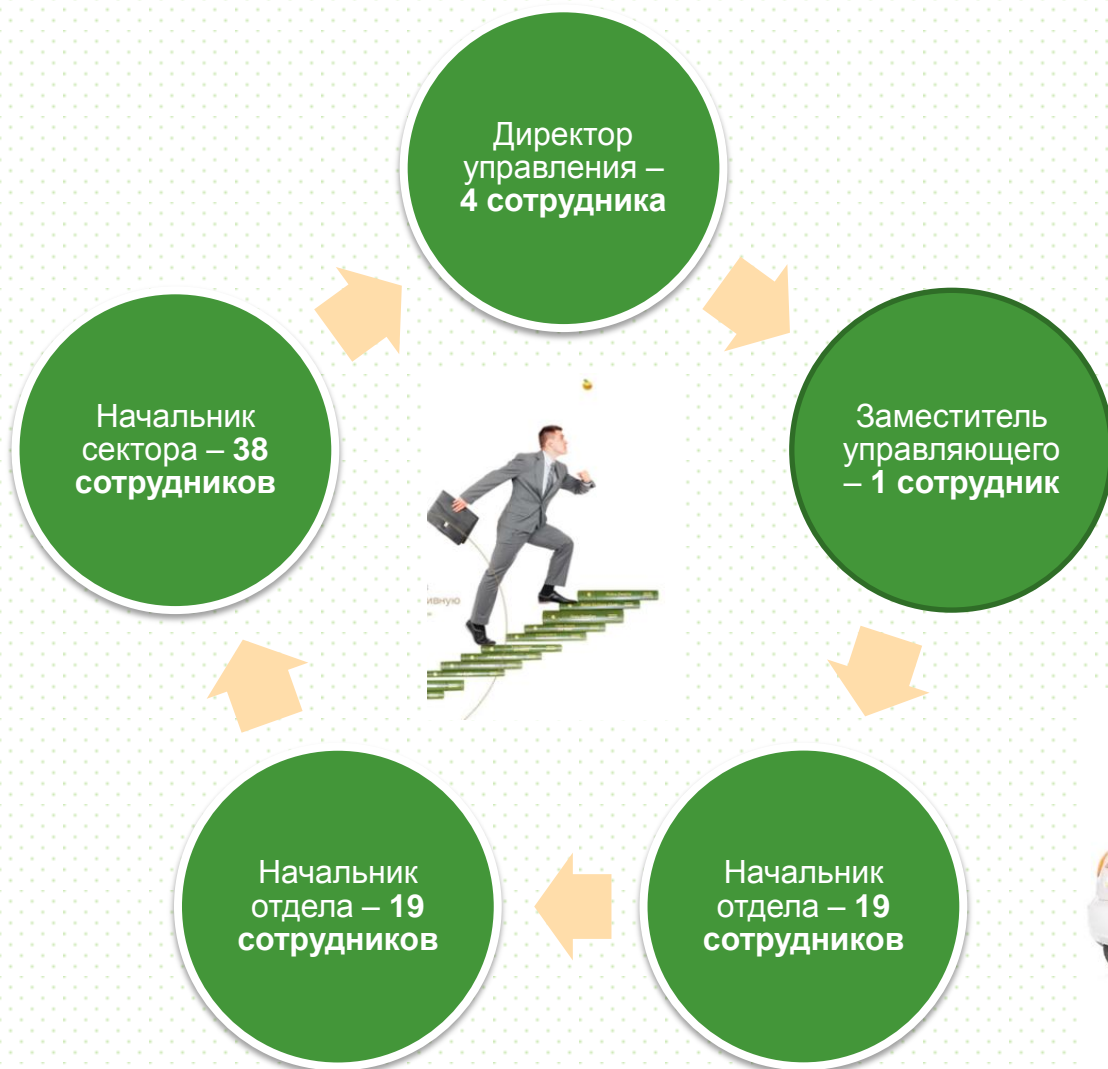 Директор
управления –
4 сотрудника
Заместитель
управляющего
– 1 сотрудник
Начальник
отдела – 19
сотрудников
Начальник
отдела – 19
сотрудников
Начальник
сектора – 38
сотрудников
ивную